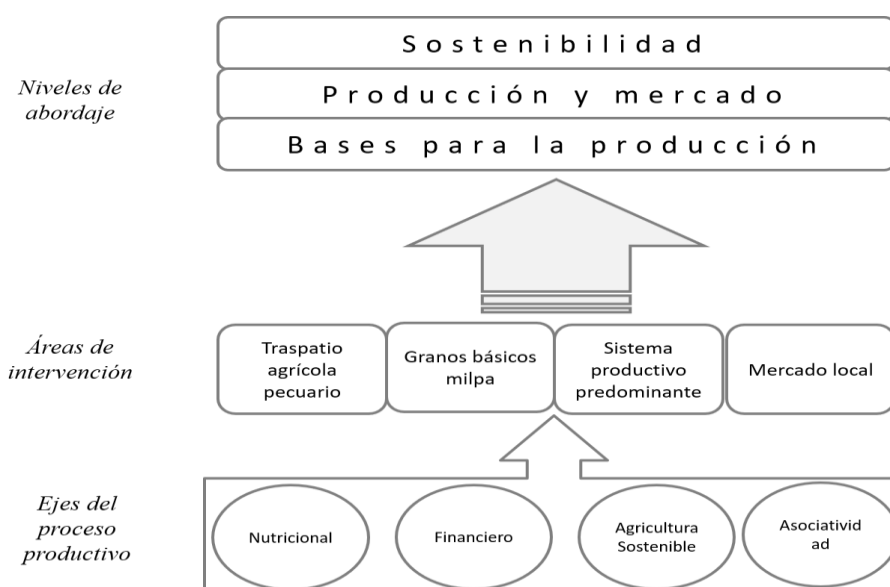 Sostenibilidad
Niveles de
abordaje
Producción y mercado
Bases para la producción
Áreas de
intervención
Traspatio
agrícola
pecuario
Granos básicos
milpa
Sistema
productivo
predominante
Mercado local
Ejes del
proceso
productivo
Nutricional
Financiero
Agricultura
Sostenible
Asociativid
ad